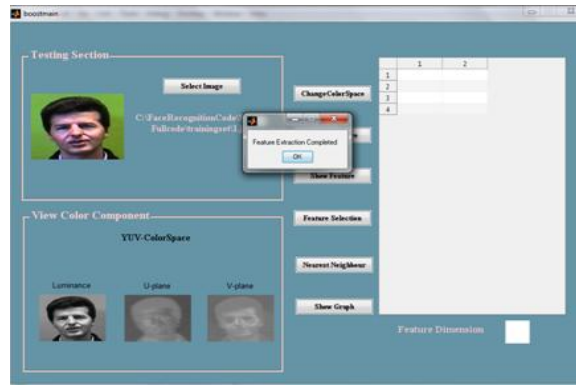 boostmain
Testing Section
Select Image
C:\FaceRecognitionCode\
Fullcode\trainingset\1...
View Color Component
YUV-ColorSpace
Luminance
U-plane
V-plane
ChangeColorSpace
Feature Extraction Completed
OK
Show Feature
Feature Selection
Nearest Neighbour
Show Graph
1 2
1
2
3
4
Feature Dimension